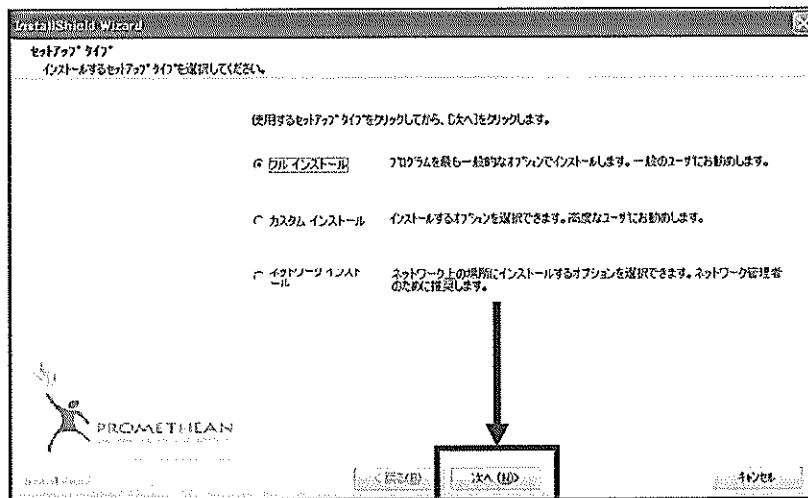 InstallShield Wizard
セットアップ タイプ
インストールするセットアップ タイプを選択してください。
使用するセットアップ タイプをクリックしてから、[次へ]をクリックします。
フル インストール
プログラムを最も一般的なオプションでインストールします。一般のユーザにお勧めします。
カスタム インストール
インストールするオプションを選択できます。高度なユーザにお勧めします。
ネットワーク インスト
ール
ネットワーク上の場所にインストールするオプションを選択できます。ネットワーク管理者
のために推奨します。
PROMETHEAN
InstallShield
< 戻る(B)
次へ(N)>
キャンセル